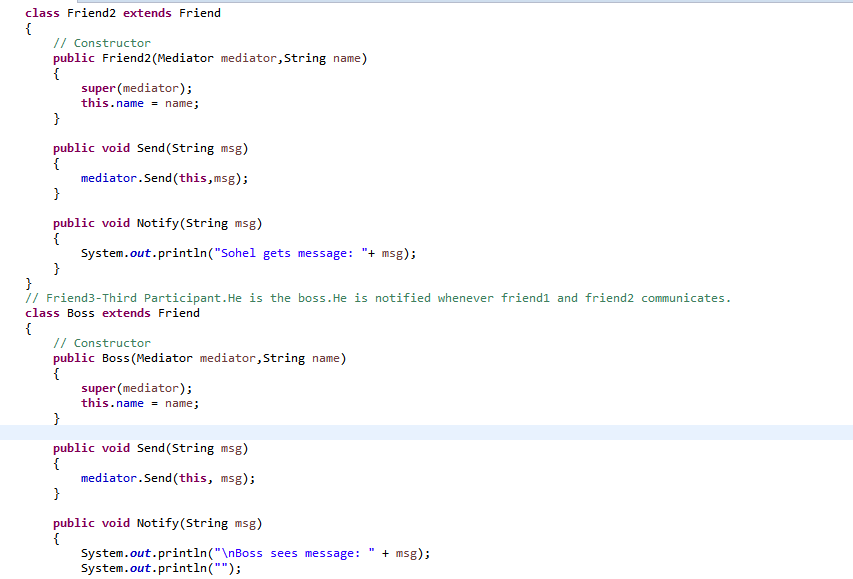 class Friend2 extends Friend
{
    // Constructor
    public Friend2(Mediator mediator,String name)
    {
        super(mediator);
        this.name = name;
    }

    public void Send(String msg)
    {
        mediator.Send(this,msg);
    }

    public void Notify(String msg)
    {
        System.out.println("Sohel gets message: "+ msg);
    }
}
// Friend3-Third Participant.He is the boss.He is notified whenever friend1 and friend2 communicates.
class Boss extends Friend
{
    // Constructor
    public Boss(Mediator mediator,String name)
    {
        super(mediator);
        this.name = name;
    }

    public void Send(String msg)
    {
        mediator.Send(this, msg);
    }

    public void Notify(String msg)
    {
        System.out.println("\nBoss sees message: " + msg);
        System.out.println("");